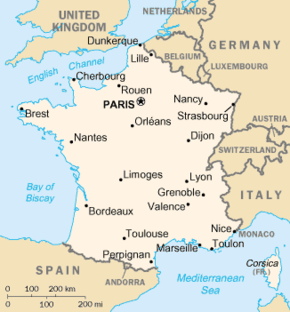 UNITED
KINGDOM
NETHERLANDS
Dunkerque
Lille
BELGIUM
GERMANY
LUXEMBOURG
English Channel
Cherbourg
Rouen
PARIS
Nancy
Strasbourg
Brest
Orléans
AUSTRIA
Nantes
Dijon
SWITZERLAND
Limoges
Lyon
Bay of
Biscay
Grenoble
ITALY
Bordeaux
Valence
Toulouse
Nice
MONACO
Marseille
Toulon
Perpignan
Corsica
(FR.)
SPAIN
ANDORRA
Mediterranean
Sea
0 100 200 km
0 100 200 mi